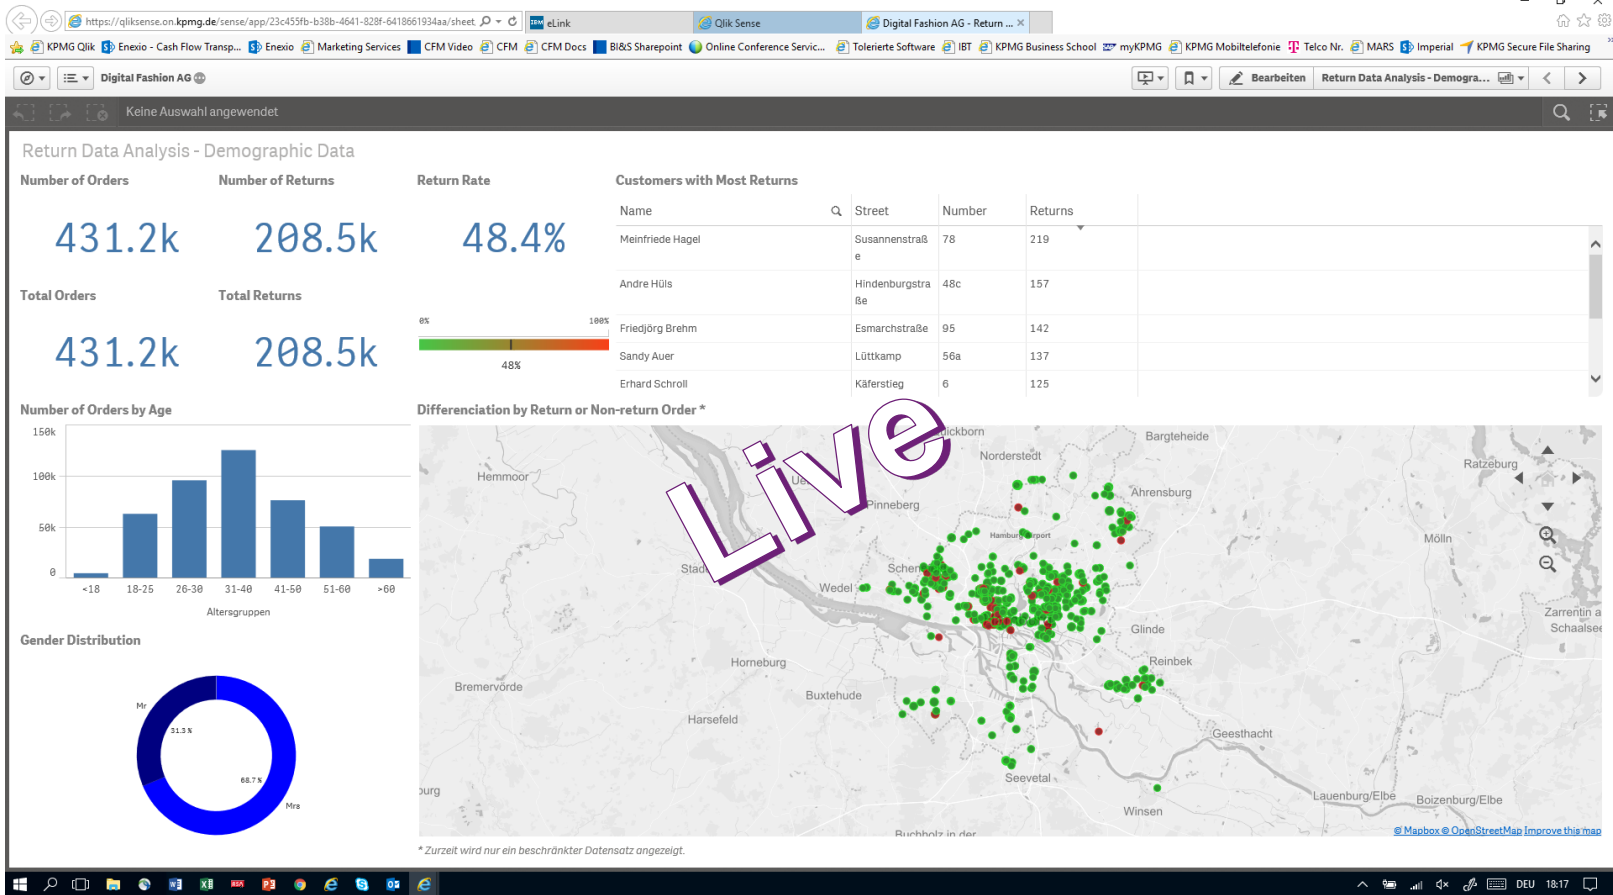 https://qliksense.on.kpmg.de/sense/app/23c455fb-b38b-4641-828f-6418661934aa/sheet
eLink
Qlik Sense
Digital Fashion AG - Return ...
KPMG Qlik
Enexio - Cash Flow Transp...
Enexio
Marketing Services
CFM Video
CFM
CFM Docs
BI&S Sharepoint
Online Conference Servic...
Tolerierte Software
IBT
KPMG Business School
myKPMG
KPMG Mobiltelefonie
Telco Nr.
MARS
Imperial
KPMG Secure File Sharing
Digital Fashion AG
Bearbeiten
Return Data Analysis - Demogra...
Keine Auswahl angewendet
Return Data Analysis - Demographic Data
Number of Orders
431.2k
Number of Returns
208.5k
Return Rate
48.4%
Total Orders
431.2k
Total Returns
208.5k
0%
100%
48%
Customers with Most Returns
Name Street Number Returns
Meinfriede Hagel Susannenstraß 78 219
e
Andre Hüls Hindenburgstra 48c 157
ße
Friedjörg Brehm Esmarchstraße 95 142
Sandy Auer Lüttkamp 56a 137
Erhard Schroll Käferstieg 6 125
Number of Orders by Age
150k
100k
50k
0
<18 18-25 26-30 31-40 41-50 51-60 >60
Altersgruppen
Gender Distribution
Mr
31.3 %
68.7 %
Mrs
Differenciation by Return or Non-return Order *
Live
Bargteheide
Norderstedt
Ratzeburg
Hemmoor
Ahrensburg
Pinneberg
Mölln
Wedel
Zarrentin a
Schaalsee
Glinde
Reinbek
Horneburg
Bremervörde
Buxtehude
Harsefeld
Geesthacht
Seevetal
Lauenburg/Elbe
Boizenburg/Elbe
Winsen
Buchholz in der
© Mapbox © OpenStreetMap Improve this map
* Zurzeit wird nur ein beschränkter Datensatz angezeigt.
DEU 18:17